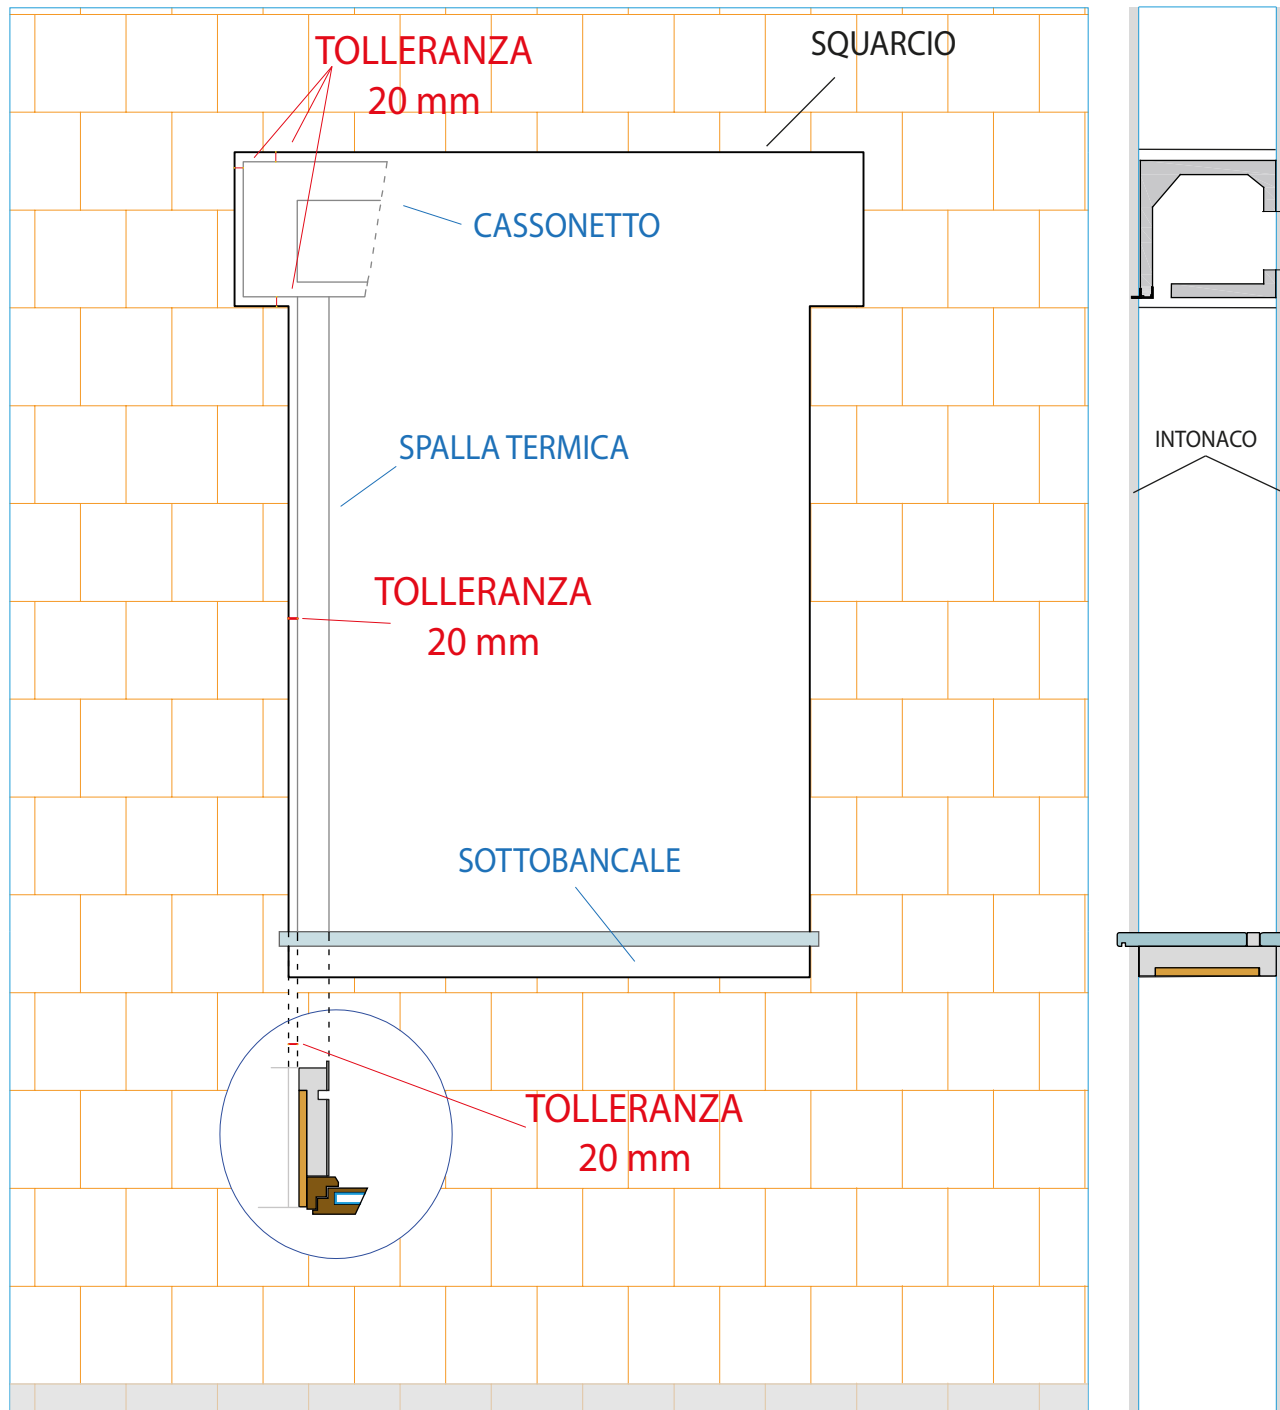 TOLLERANZA
20 mm
SQUARCIO
CASSONETTO
SPALLA TERMICA
INTONACO
TOLLERANZA
20 mm
SOTTOBANCALE
TOLLERANZA
20 mm